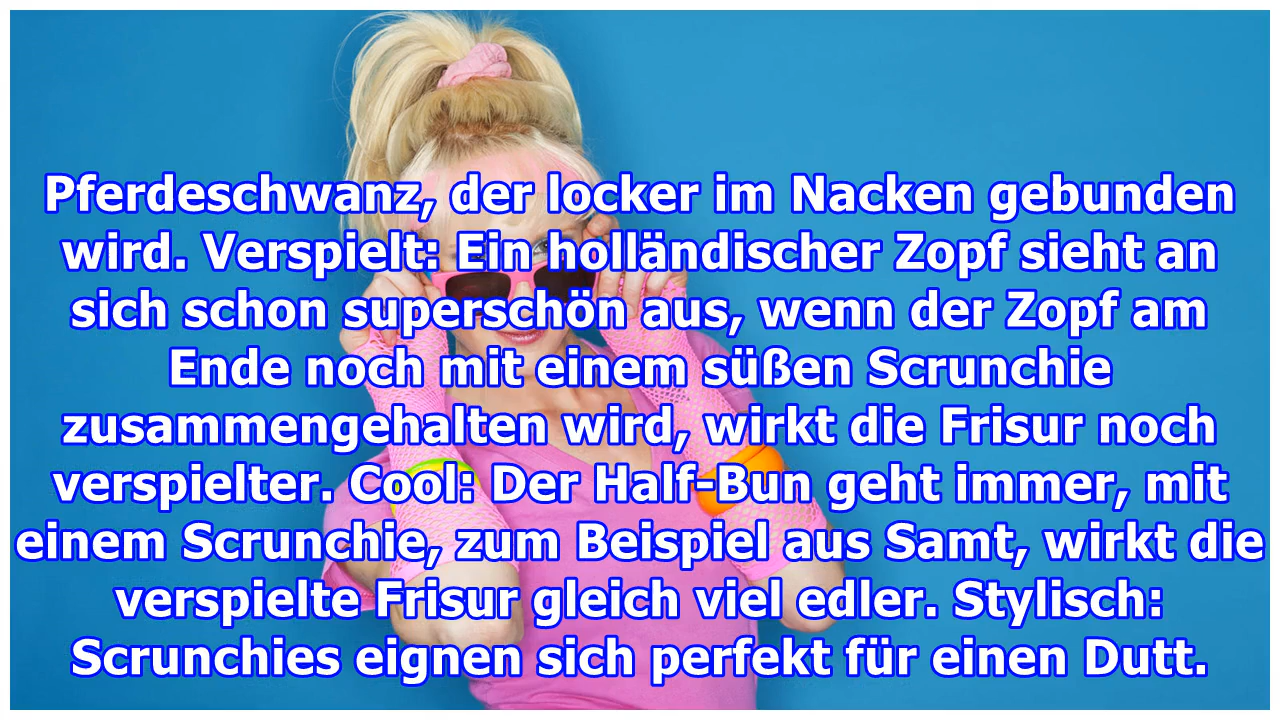 Pferdeschwanz, der locker im Nacken gebunden
wird. Verspielt: Ein holländischer Zopf sieht an
sich schon superschön aus, wenn der Zopf am
Ende noch mit einem süßen Scrunchie
zusammengehalten wird, wirkt die Frisur noch
verspielter. Cool: Der Half-Bun geht immer, mit
einem Scrunchie, zum Beispiel aus Samt, wirkt die
verspielte Frisur gleich viel edler. Stylisch:
Scrunchies eignen sich perfekt für einen Dutt.